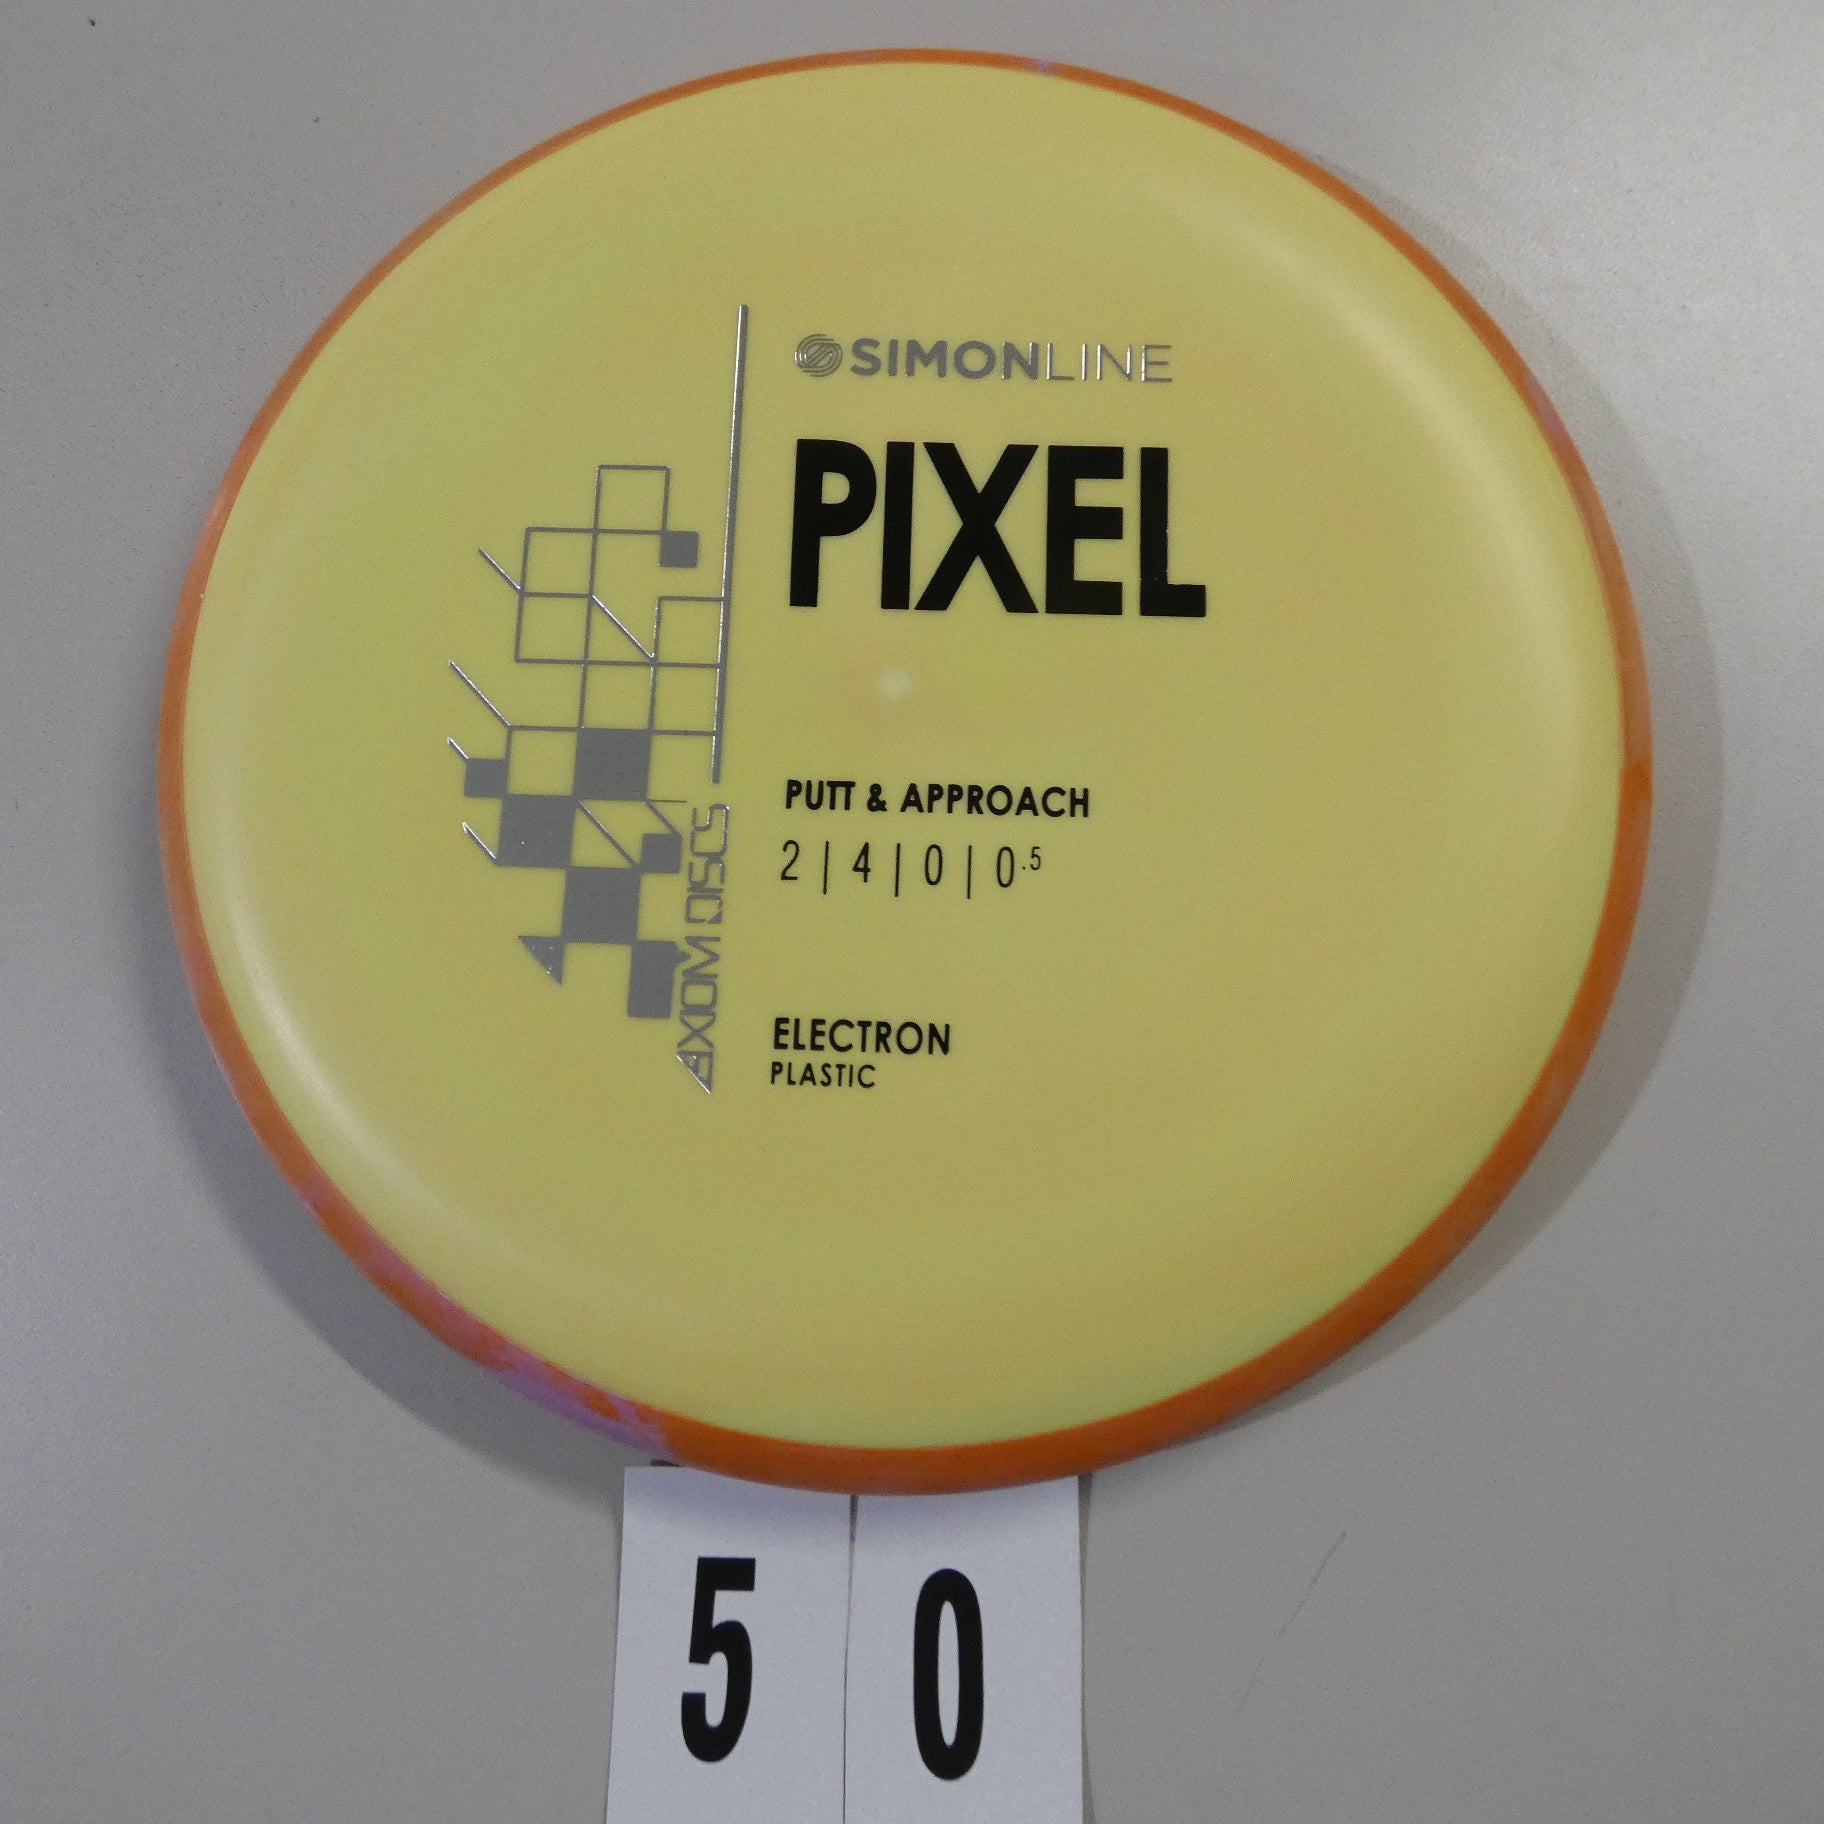 SIMONLINE
PIXEL
PUTT & APPROACH
2 | 4 | 0 | 0.5
AXIOM DISCS
ELECTRON
PLASTIC
5 0